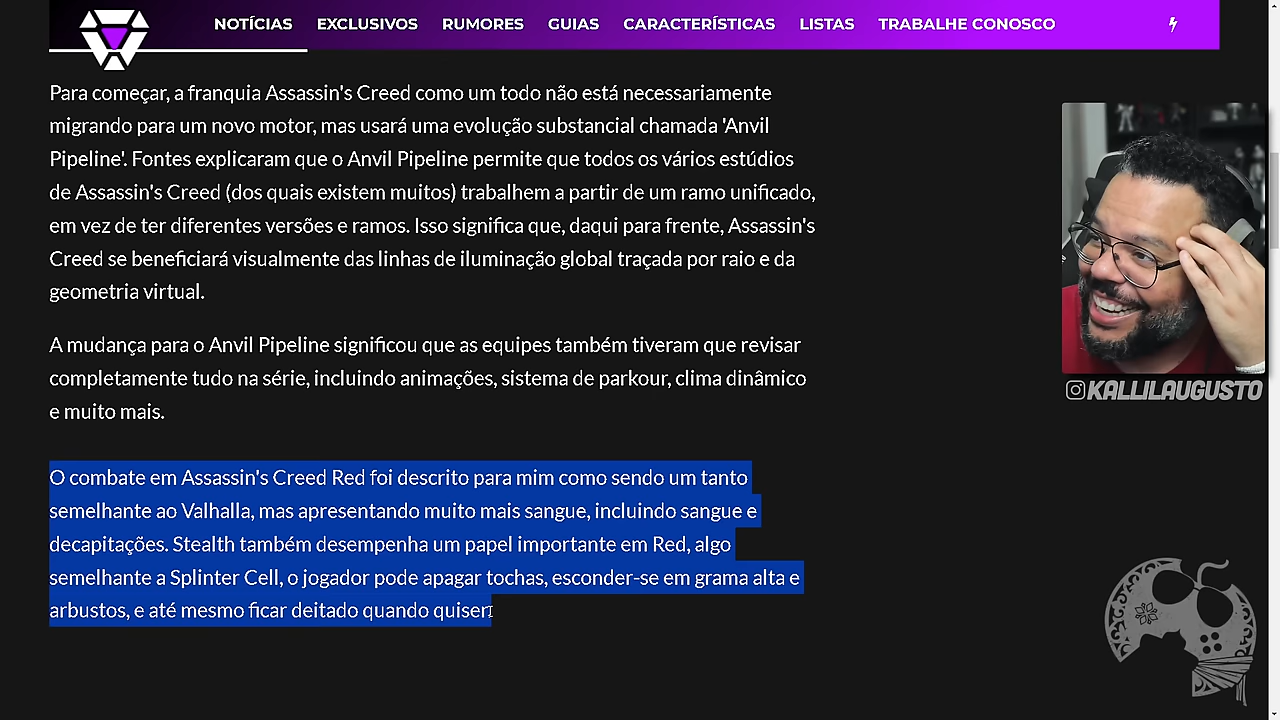 NOTÍCIAS EXCLUSIVOS RUMORES GUIAS CARACTERÍSTICAS LISTAS TRABALHE CONOSCO
Para começar, a franquia Assassin's Creed como um todo não está necessariamente
migrando para um novo motor, mas usará uma evolução substancial chamada 'Anvil
Pipeline'. Fontes explicaram que o Anvil Pipeline permite que todos os vários estúdios
de Assassin's Creed (dos quais existem muitos) trabalhem a partir de um ramo unificado,
em vez de ter diferentes versões e ramos. Isso significa que, daqui para frente, Assassin's
Creed se beneficiará visualmente das linhas de iluminação global traçada por raio e da
geometria virtual.
A mudança para o Anvil Pipeline significou que as equipes também tiveram que revisar
completamente tudo na série, incluindo animações, sistema de parkour, clima dinâmico
e muito mais.
O combate em Assassin's Creed Red foi descrito para mim como sendo um tanto
semelhante ao Valhalla, mas apresentando muito mais sangue, incluindo sangue e
decapitações. Stealth também desempenha um papel importante em Red, algo
semelhante a Splinter Cell, o jogador pode apagar tochas, esconder-se em grama alta e
arbustos, e até mesmo ficar deitado quando quiser.
@KALLILAUGUSTO